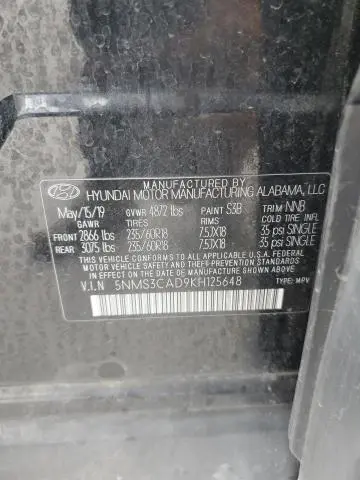 MANUFACTURED BY
HYUNDAI MOTOR MANUFACTURING ALABAMA, LLC
May/15/19 GVWR 4872 lbs PAINT S3B TRIM NNB
GAWR TIRES RIMS COLD TIRE INFL
FRONT 2866 lbs 235/60R18 7.5JX18 35 psi SINGLE
REAR 3075 lbs 235/60R18 7.5JX18 35 psi SINGLE
THIS VEHICLE CONFORMS TO ALL APPLICABLE U.S.A. FEDERAL
MOTOR VEHICLE SAFETY, BUMPER, AND THEFT PREVENTION
STANDARDS IN EFFECT ON THE DATE OF MANUFACTURE SHOWN ABOVE.
V.I.N 5NMS3CAD9KH125648 TYPE: MPV